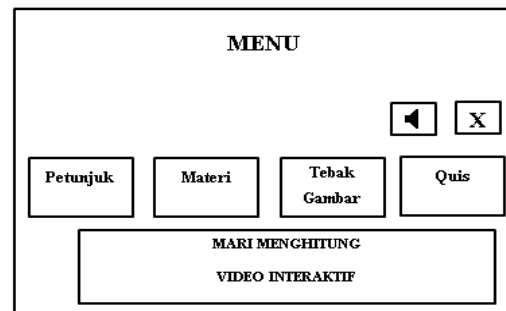 MENU
X
Petunjuk
Materi
Tebak
Gambar
Quis
MARI MENGHITUNG
VIDEO INTERAKTIF